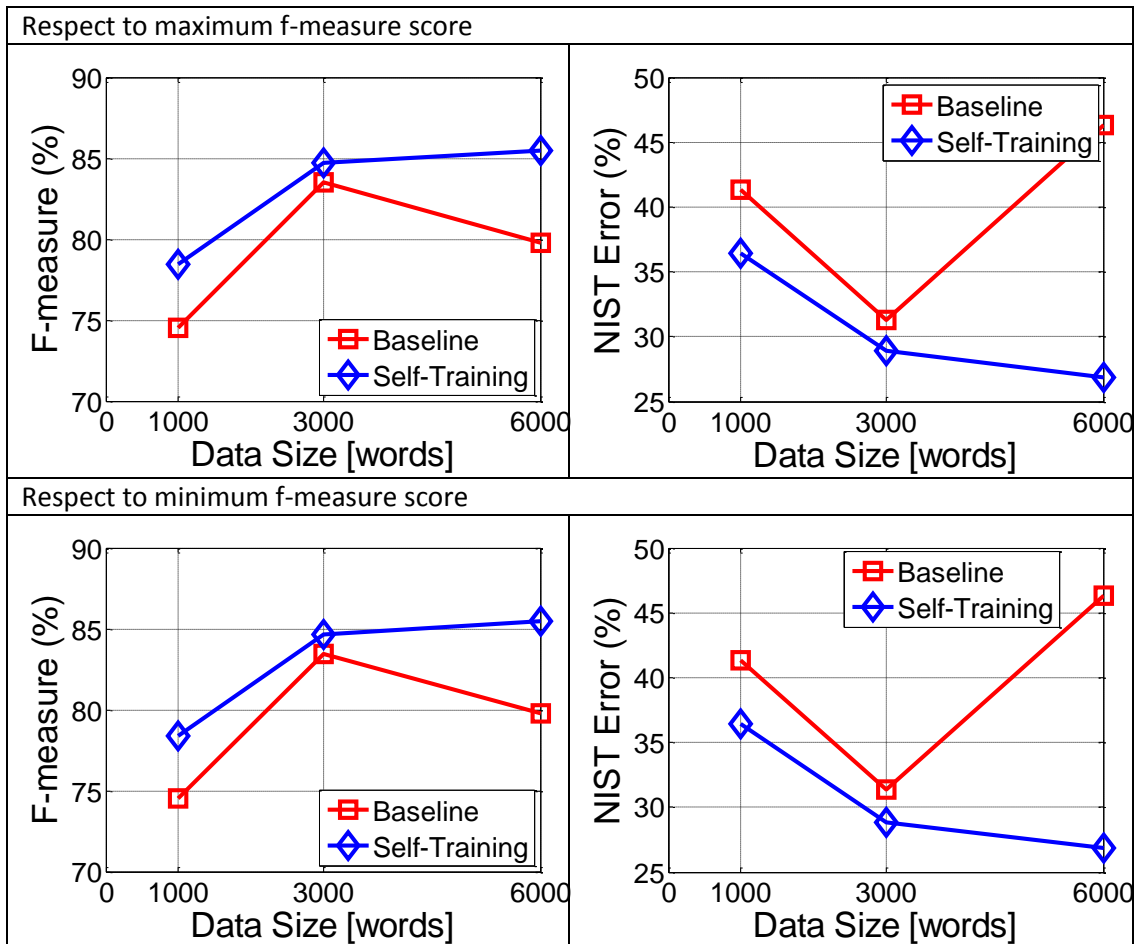 Respect to maximum f-measure score
90
85
80
75
70
F-measure (%)
Baseline
Self-Training
0 1000 3000 6000
Data Size [words]
50
45
40
35
30
25
NIST Error (%)
Baseline
Self-Training
0 1000 3000 6000
Data Size [words]
Respect to minimum f-measure score
90
85
80
75
70
F-measure (%)
Baseline
Self-Training
0 1000 3000 6000
Data Size [words]
50
45
40
35
30
25
NIST Error (%)
Baseline
Self-Training
0 1000 3000 6000
Data Size [words]